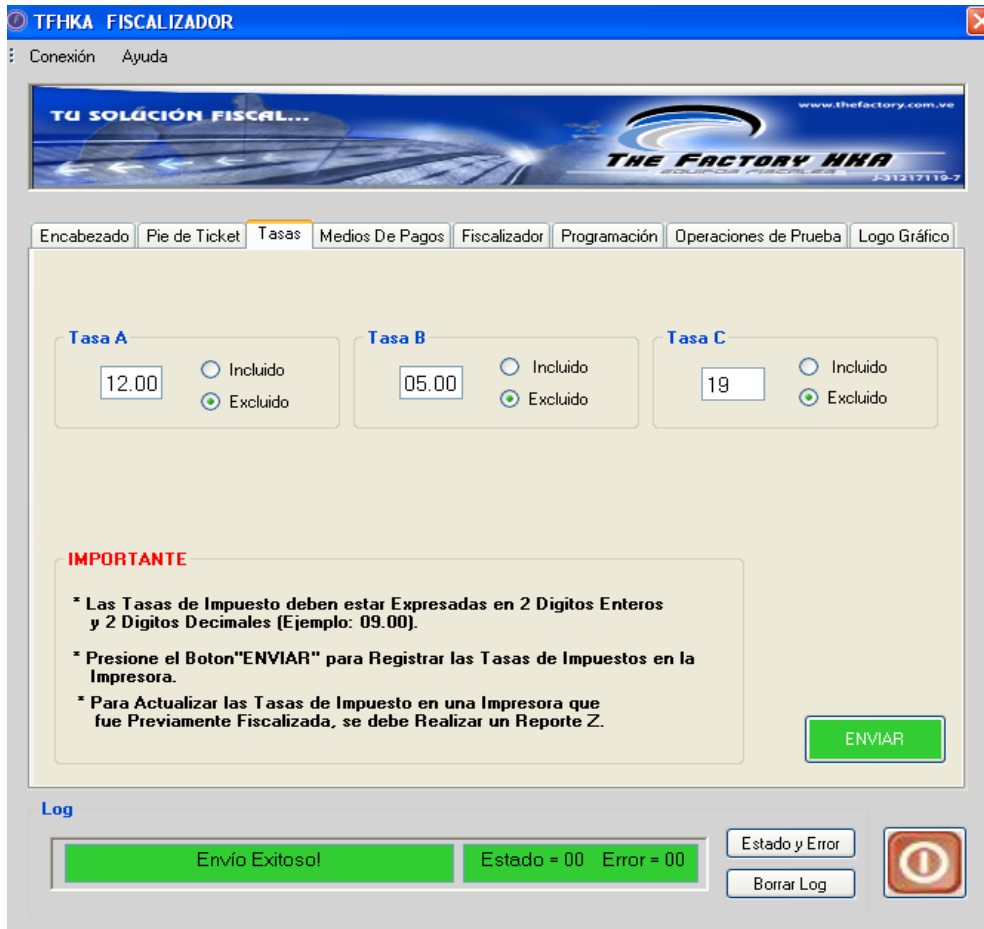 TFHKA FISCALIZADOR
Conexión Ayuda
TU SOLUCIÓN FISCAL...
www.thefactory.com.ve
THE FACTORY HKA
EQUIPOS FISCALES
J-31217119-7
Encabezado Pie de Ticket Tasas Medios De Pagos Fiscalizador Programación Operaciones de Prueba Logo Gráfico
Tasa A Tasa B Tasa C
12.00 Incluido 05.00 Incluido 19 Incluido
Excluido Excluido Excluido
IMPORTANTE
* Las Tasas de Impuesto deben estar Expresadas en 2 Digitos Enteros
y 2 Digitos Decimales (Ejemplo: 09.00).
* Presione el Boton"ENVIAR" para Registrar las Tasas de Impuestos en la
Impresora.
* Para Actualizar las Tasas de Impuesto en una Impresora que
fue Previamente Fiscalizada, se debe Realizar un Reporte Z.
ENVIAR
Log
Envío Exitoso! Estado = 00 Error = 00
Estado y Error
Borrar Log